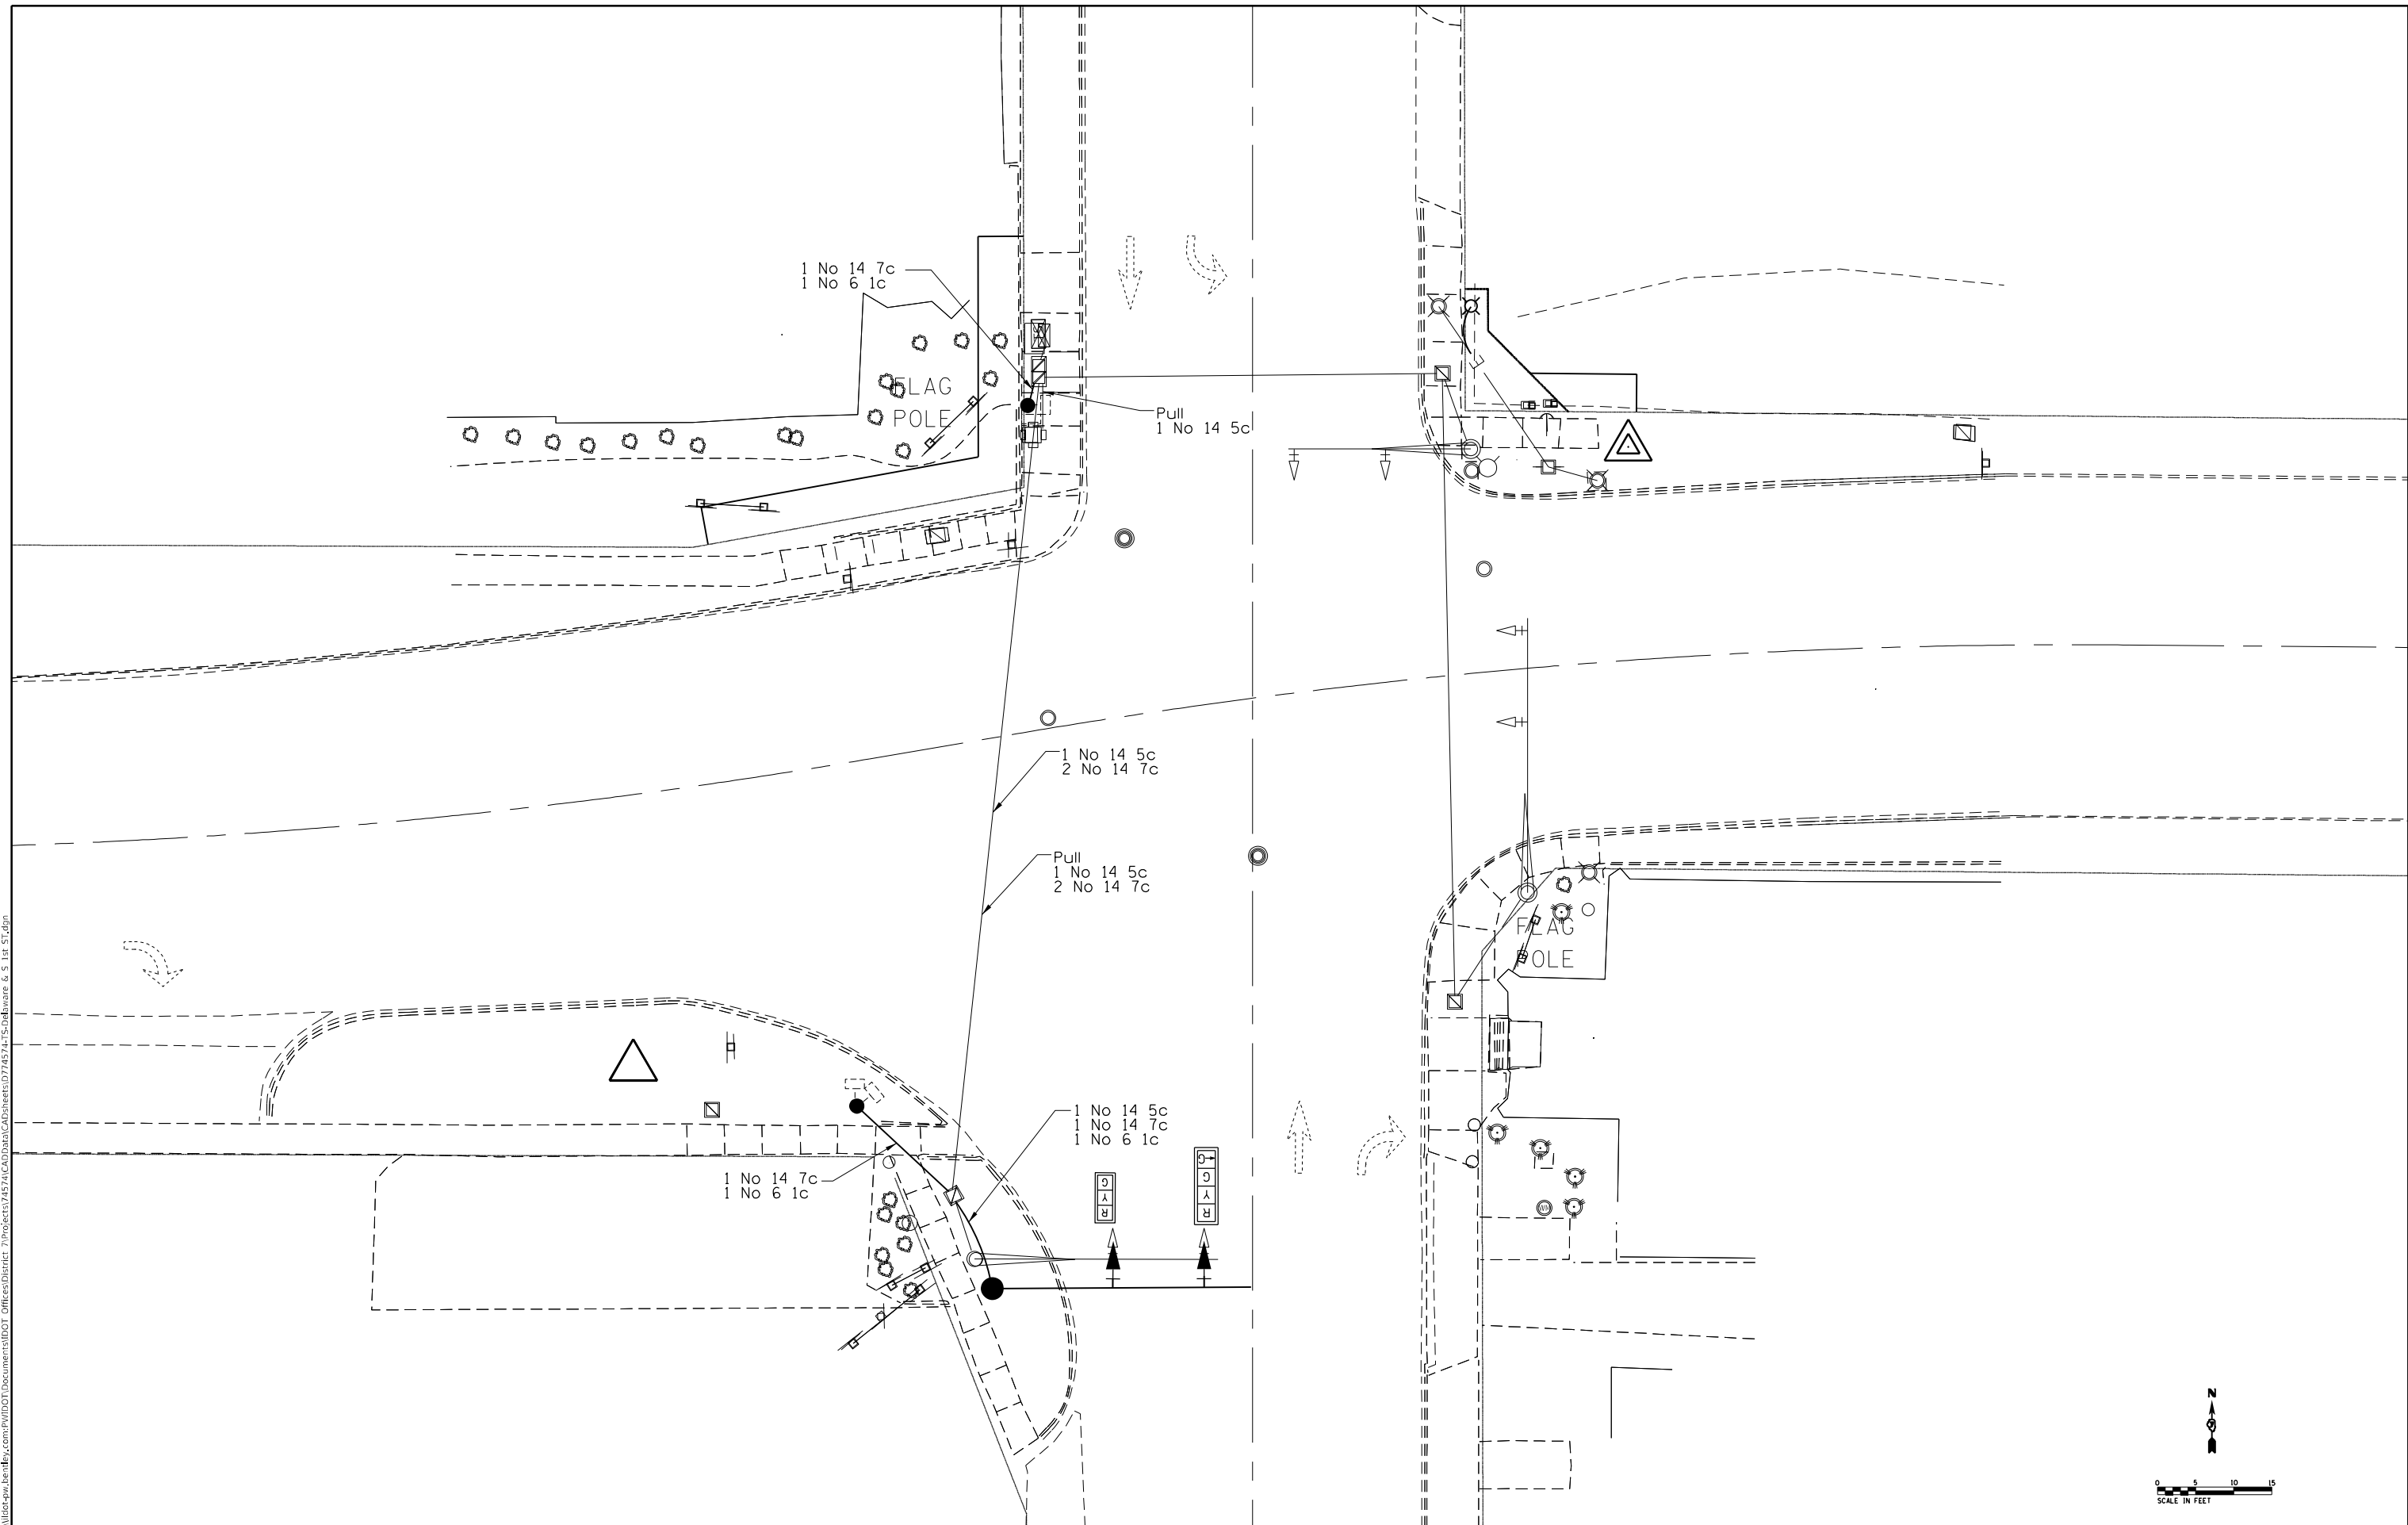 1 No 14 7c
1 No 6 1c
FLAG
POLE
Pull
1 No 14 5c
1 No 14 5c
2 No 14 7c
Pull
1 No 14 5c
2 No 14 7c
FLAG
POLE
1 No 14 5c
1 No 14 7c
1 No 6 1c
1 No 14 7c
1 No 6 1c
R Y G
R Y G G
N
0 5 10 15
SCALE IN FEET